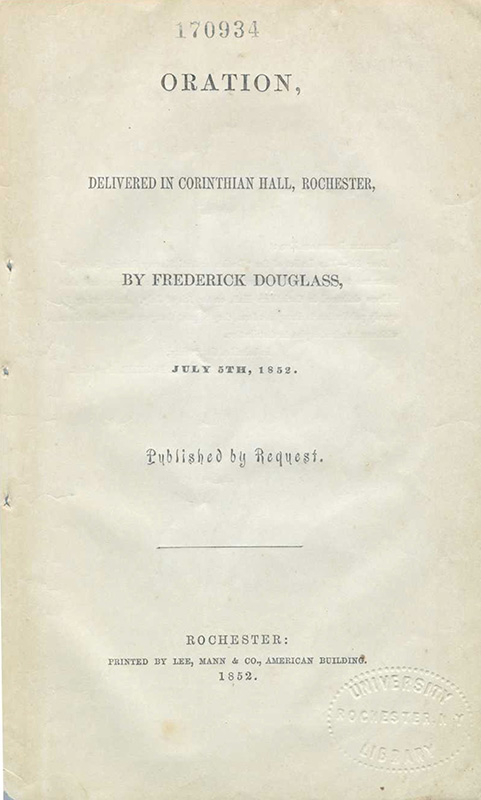 170934
ORATION,
DELIVERED IN CORINTHIAN HALL, ROCHESTER,
BY FREDERICK DOUGLASS,
JULY 5TH, 1852.
Published by Request.
ROCHESTER:
PRINTED BY LEE, MANN & CO., AMERICAN BUILDING.
1852.
UNIVERSITY
ROCHESTER, N.Y.
LIBRARY